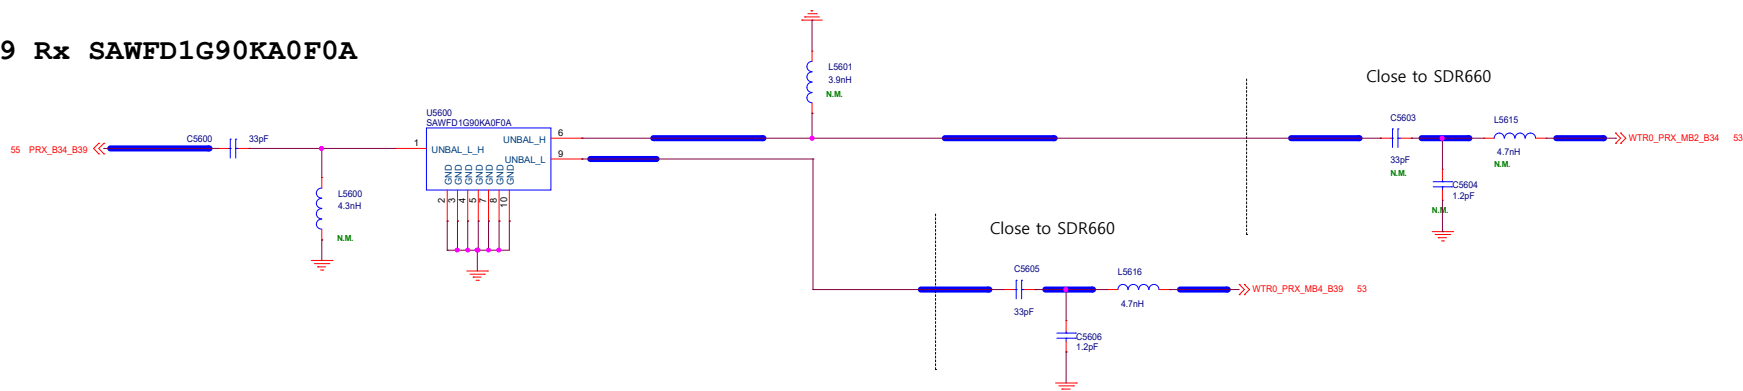 9 Rx SAWFD1G90KA0F0A
L5601
3.9nH
N.M.
Close to SDR660
U5600
SAWFD1G90KA0F0A
C5600
33pF
55 PRX_B34_B39
1
UNBAL_L_H
UNBAL_H
6
UNBAL_L
9
GND
GND
GND
GND
GND
GND
GND
2
3
4
5
7
8
10
L5600
4.3nH
N.M.
C5603
33pF
N.M.
L5615
4.7nH
N.M.
WTR0_PRX_MB2_B34 53
C5604
1.2pF
N.M.
Close to SDR660
C5605
33pF
L5616
4.7nH
WTR0_PRX_MB4_B39 53
C5606
1.2pF